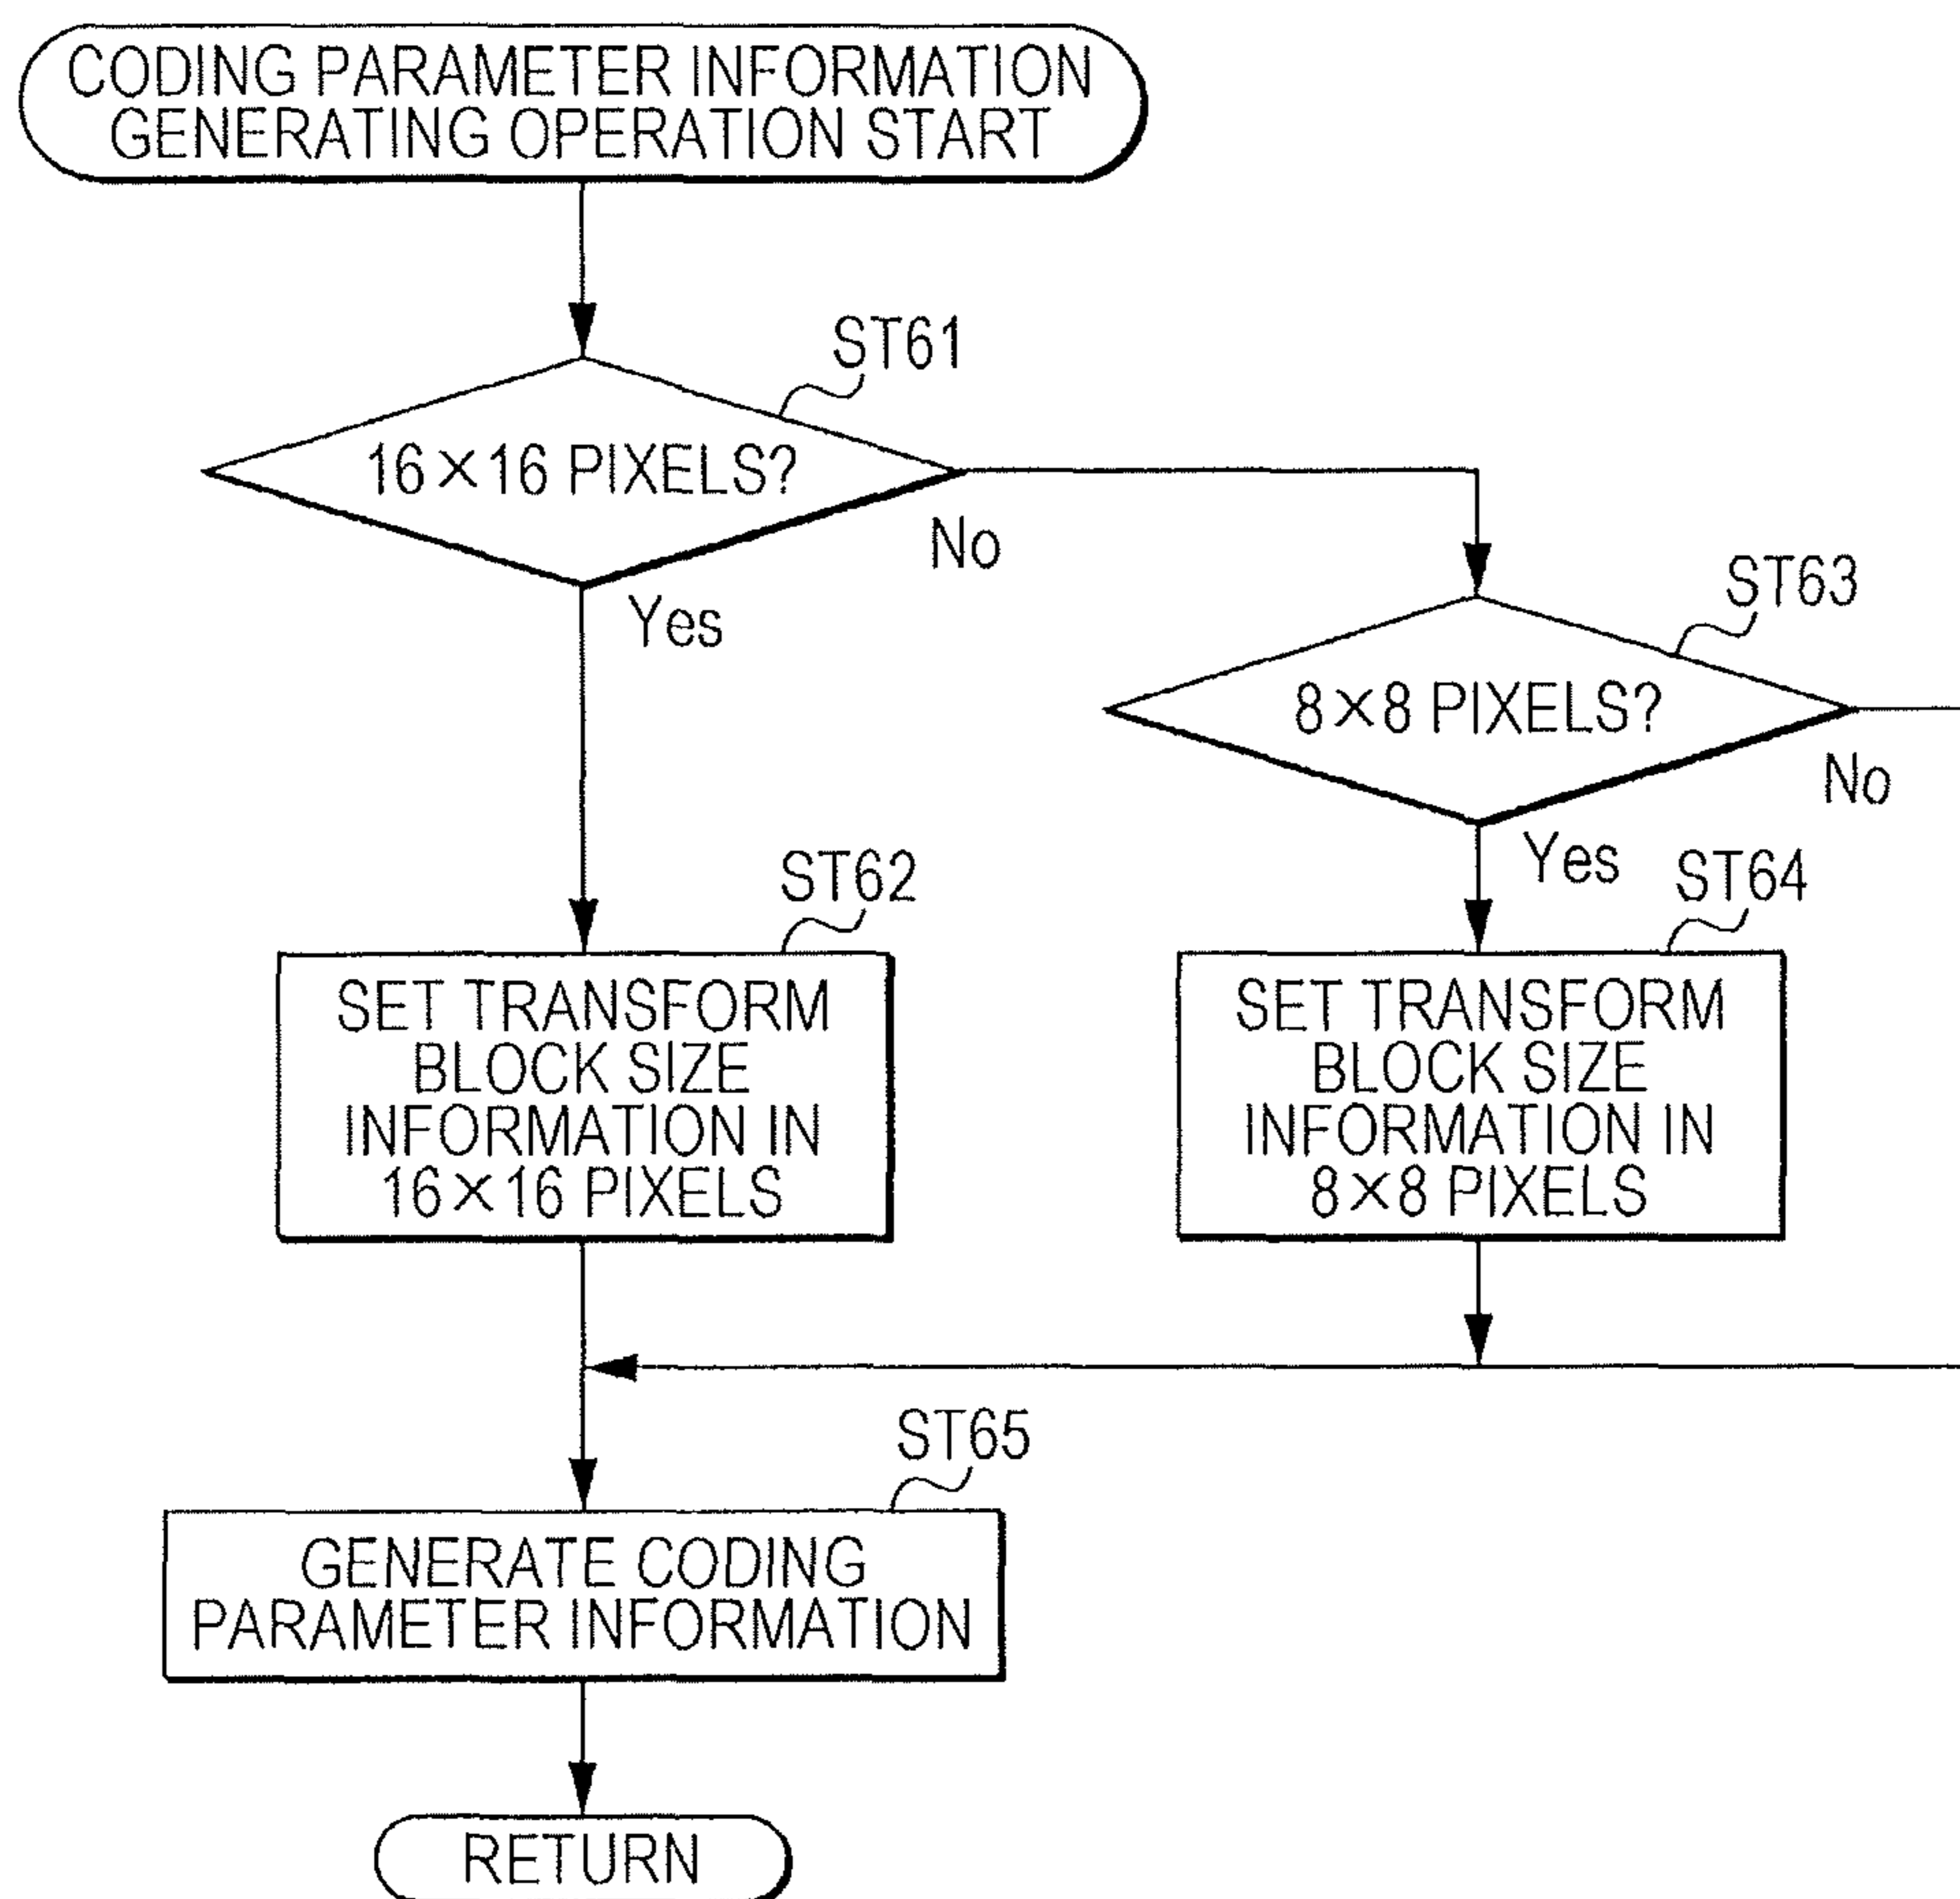 CODING PARAMETER INFORMATION
GENERATING OPERATION START
ST61
16×16 PIXELS?
No
Yes
ST63
8×8 PIXELS?
No
Yes
ST62
SET TRANSFORM
BLOCK SIZE
INFORMATION IN
16×16 PIXELS
ST64
SET TRANSFORM
BLOCK SIZE
INFORMATION IN
8×8 PIXELS
ST65
GENERATE CODING
PARAMETER INFORMATION
RETURN